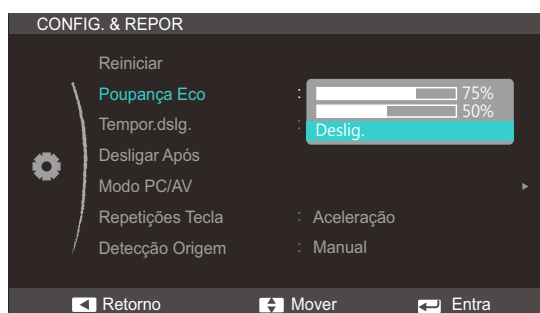 CONFIG. & REPOR
Reiniciar
Poupança Eco : 75%
50%
Tempor.dslg. : Deslig.
Desligar Após
Modo PC/AV
Repetições Tecla : Aceleração
Detecção Origem : Manual
Retorno Mover Entra